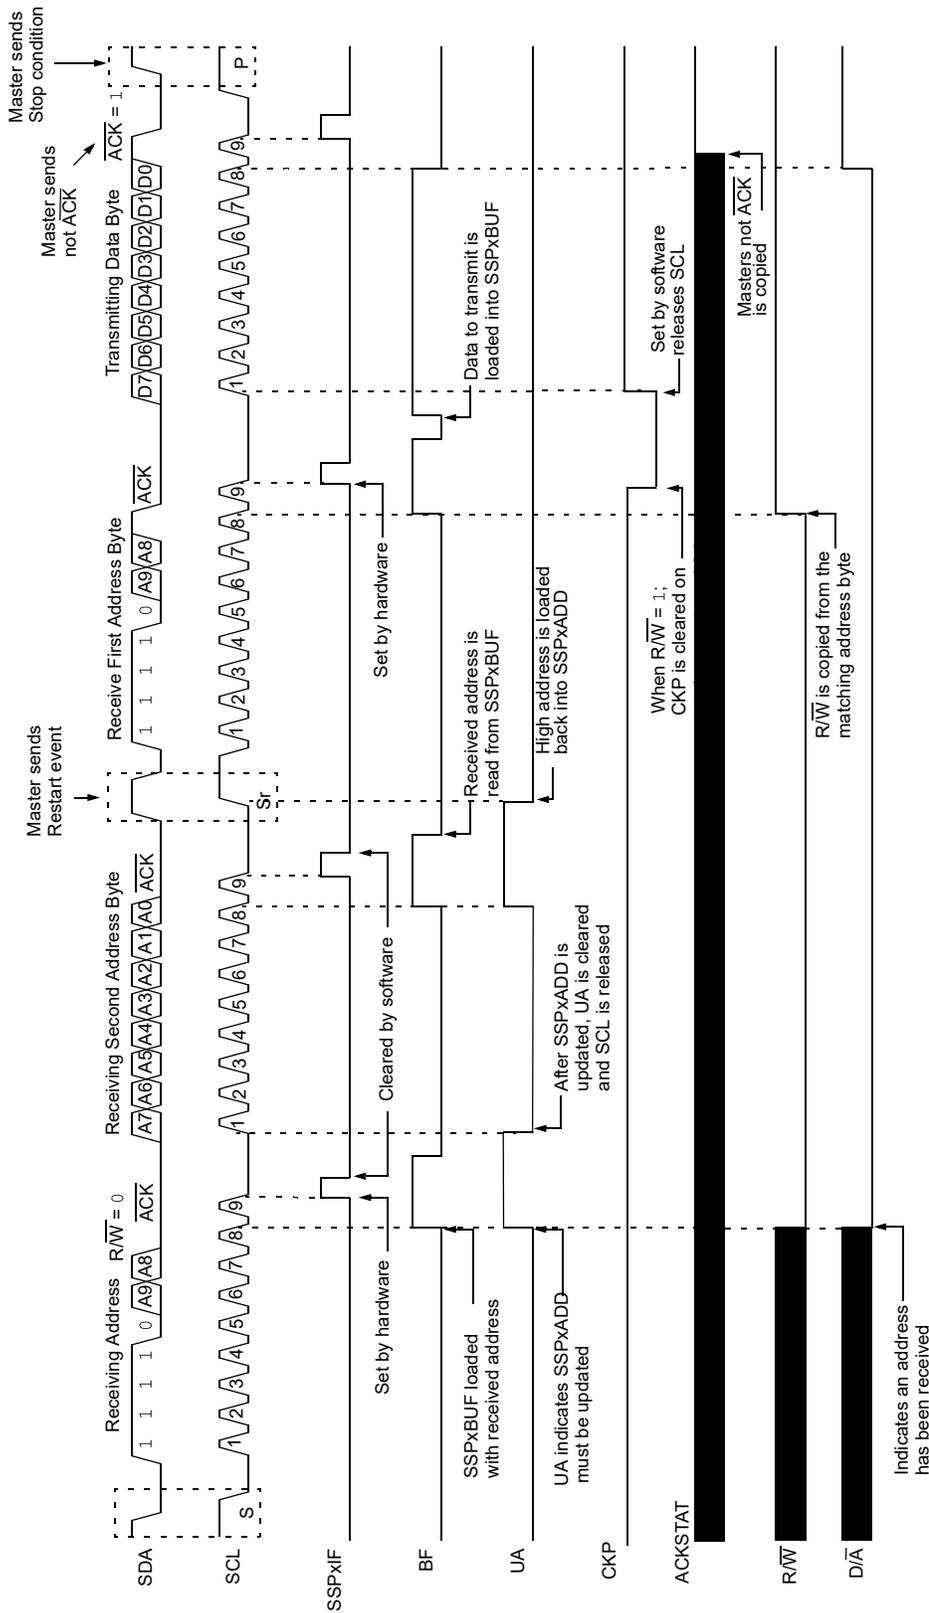 Master sends
Stop condition
Master sends
not ACK
Master sends
Restart event
SDA
Receiving Address R/W = 0
1 1 1 1 0 A9 A8 ACK
Receiving Second Address Byte
A7 A6 A5 A4 A3 A2 A1 A0 ACK
Receive First Address Byte
1 1 1 1 0 A9 A8 ACK
Transmitting Data Byte
D7 D6 D5 D4 D3 D2 D1 D0 ACK = 1
SCL
S 1 2 3 4 5 6 7 8 9 1 2 3 4 5 6 7 8 9 Sr 1 2 3 4 5 6 7 8 9 1 2 3 4 5 6 7 8 9 P
SSPxIF
Set by hardware
Cleared by software
Set by hardware
BF
SSPxBUF loaded
with received address
Received address is
read from SSPxBUF
Data to transmit is
loaded into SSPxBUF
UA
UA indicates SSPxADD
must be updated
After SSPxADD is
updated, UA is cleared
and SCL is released
High address is loaded
back into SSPxADD
CKP
When R/W = 1;
CKP is cleared on
Set by software
releases SCL
ACKSTAT
Masters not ACK
is copied
R/W
R/W is copied from the
matching address byte
D/A
Indicates an address
has been received